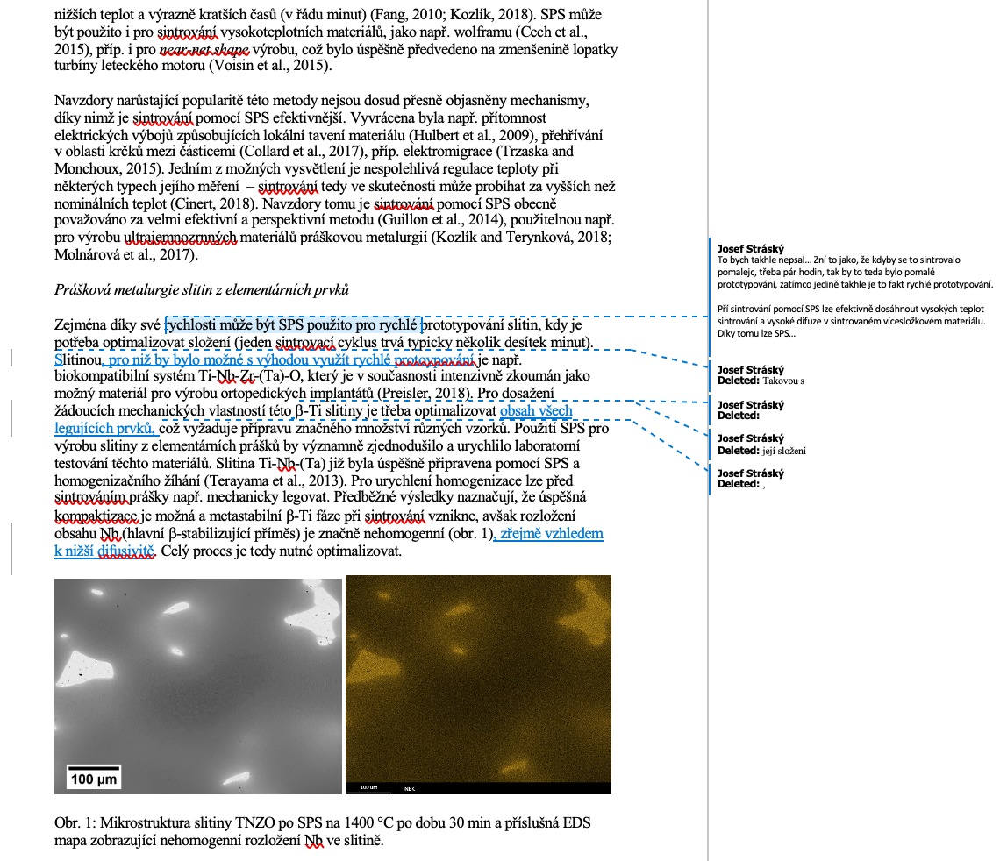 nižších teplot a výrazně kratších časů (v řádu minut) (Fang, 2010; Kozlík, 2018). SPS může
být použito i pro sintrování vysokoteplotních materiálů, jako např. wolframu (Cech et al.,
2015), příp. i pro near-net shape výrobu, což bylo úspěšně předvedeno na zmenšenině lopatky
turbíny leteckého motoru (Voisin et al., 2015).
Navzdory narůstající popularitě této metody nejsou dosud přesně objasněny mechanismy,
díky nimž je sintrování pomocí SPS efektivnější. Vyvrácena byla např. přítomnost
elektrických výbojů způsobujících lokální tavení materiálu (Hulbert et al., 2009), přehřívání
v oblasti krčků mezi částicemi (Collard et al., 2017), příp. elektromigrace (Trzaska and
Monchoux, 2015). Jedním z možných vysvětlení je nespolehlivá regulace teploty při
některých typech jejího měření – sintrování tedy ve skutečnosti může probíhat za vyšších než
nominálních teplot (Cinert, 2018). Navzdory tomu je sintrování pomocí SPS obecně
považováno za velmi efektivní a perspektivní metodu (Guillon et al., 2014), použitelnou např.
pro výrobu ultrajemnozrnných materiálů práškovou metalurgií (Kozlík and Terynková, 2018;
Molnárová et al., 2017).
Prášková metalurgie slitin z elementárních prvků
Zejména díky své rychlosti může být SPS použito pro rychlé prototypování slitin, kdy je
potřeba optimalizovat složení (jeden sintrovací cyklus trvá typicky několik desítek minut).
Slitinou, pro niž by bylo možné s výhodou využít rychlé protoypování je např.
biokompatibilní systém Ti-Nb-Zr-(Ta)-O, který je v současnosti intenzivně zkoumán jako
možný materiál pro výrobu ortopedických implantátů (Preisler, 2018). Pro dosažení
žádoucích mechanických vlastností této β-Ti slitiny je třeba optimalizovat obsah všech
legujících prvků, což vyžaduje přípravu značného množství různých vzorků. Použití SPS pro
výrobu slitiny z elementárních prášků by významně zjednodušilo a urychlilo laboratorní
testování těchto materiálů. Slitina Ti-Nb-(Ta) již byla úspěšně připravena pomocí SPS a
homogenizačního žíhání (Terayama et al., 2013). Pro urychlení homogenizace lze před
sintrováním prášky např. mechanicky legovat. Předběžné výsledky naznačují, že úspěšná
kompaktizace je možná a metastabilní β-Ti fáze při sintrování vznikne, avšak rozložení
obsahu Nb (hlavní β-stabilizující příměs) je značně nehomogenní (obr. 1), zřejmě vzhledem
k nižší difusivitě. Celý proces je tedy nutné optimalizovat.
100 µm
100 µm NbK
Obr. 1: Mikrostruktura slitiny TNZO po SPS na 1400 °C po dobu 30 min a příslušná EDS
mapa zobrazující nehomogenní rozložení Nb ve slitině.
Josef Stráský
To bych takhle nepsal... Zní to jako, že kdyby se to sintrovalo
pomalejc, třeba pár hodin, tak by to teda bylo pomalé
prototypování, zatímco jedině takhle je to fakt rychlé prototypování.
Při sintrování pomocí SPS lze efektivně dosáhnout vysokých teplot
sintrování a vysoké difuze v sintrovaném vícesložkovém materiálu.
Díky tomu lze SPS...
Josef Stráský
Deleted: Takovou s
Josef Stráský
Deleted:
Josef Stráský
Deleted: její složení
Josef Stráský
Deleted: ,